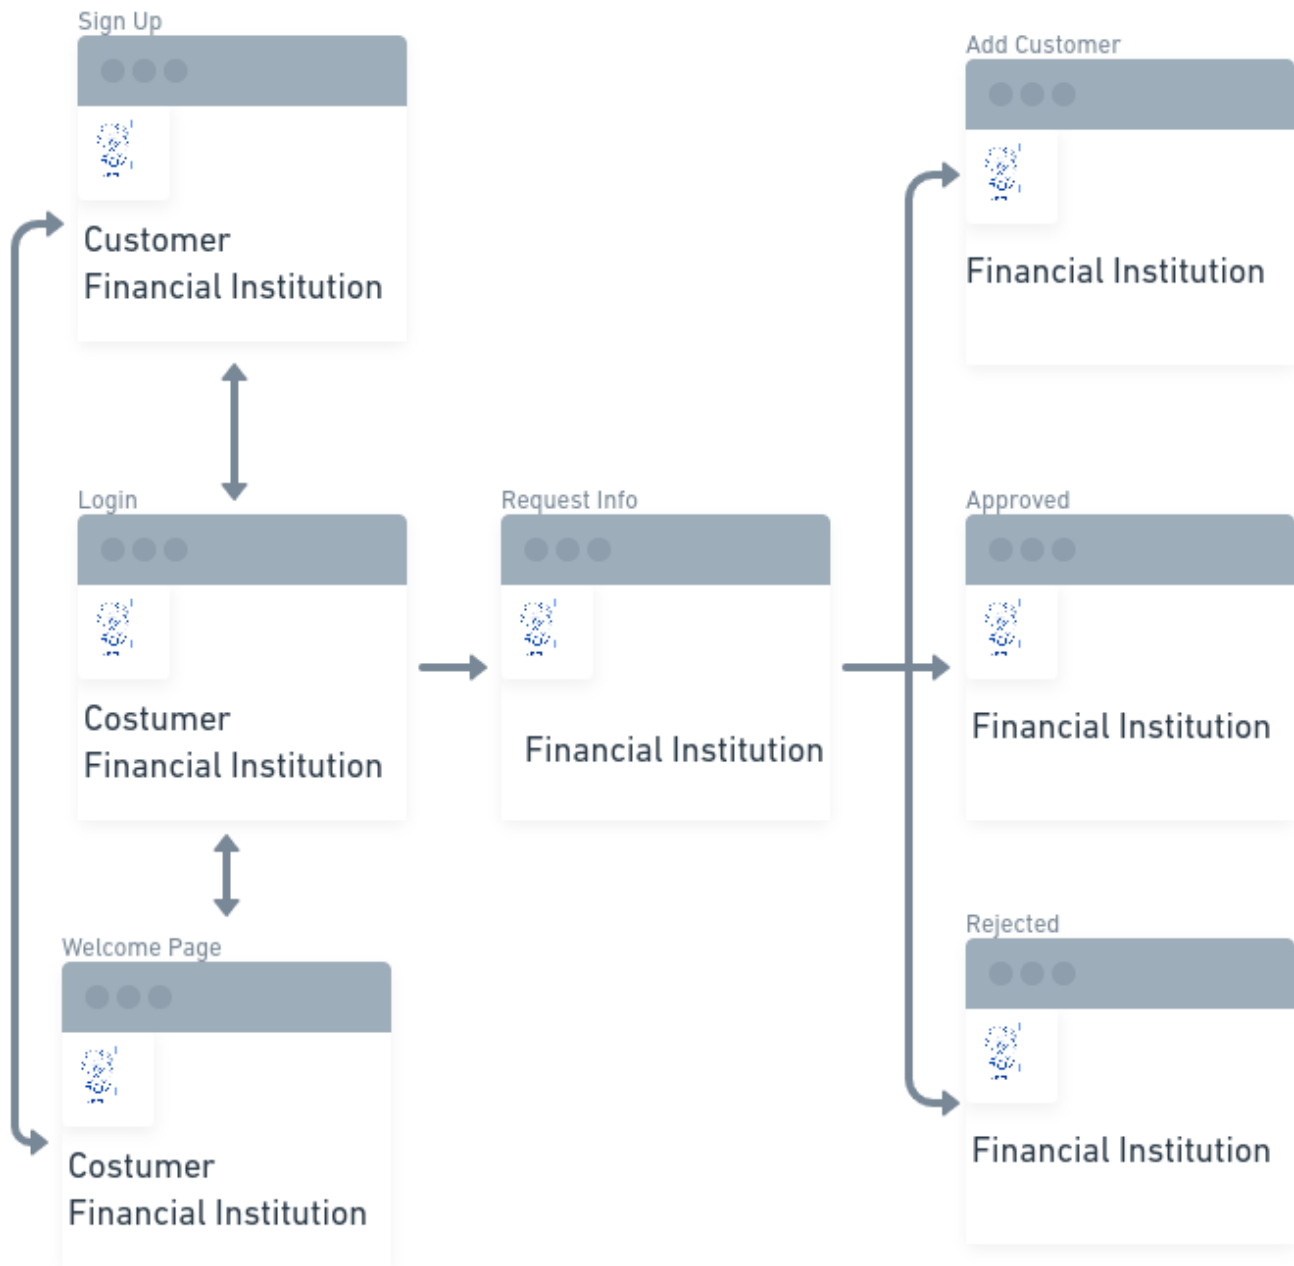 Sign Up
Customer
Financial Institution
Add Customer
Financial Institution
Login
Costumer
Financial Institution
Request Info
Financial Institution
Approved
Financial Institution
Welcome Page
Costumer
Financial Institution
Rejected
Financial Institution